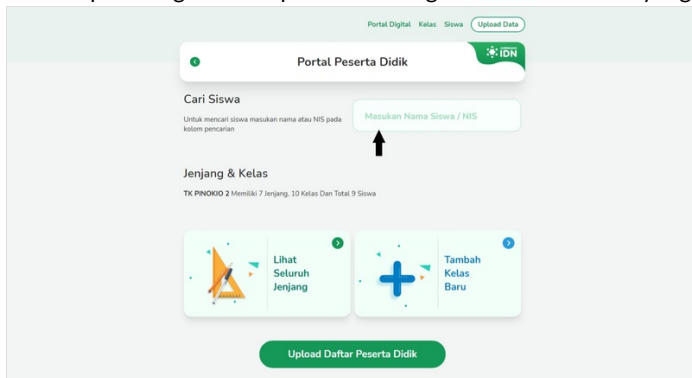 Portal Digital Kelas Siswa Upload Data
Portal Peserta Didik
IDN
Cari Siswa
Untuk mencari siswa masukan nama atau NIS pada
kolom pencarian
Masukan Nama Siswa / NIS
Jenjang & Kelas
TK PINOKIO 2 Memiliki 7 Jenjang, 10 Kelas Dan Total 9 Siswa
Lihat
Seluruh
Jenjang
Tambah
Kelas
Baru
Upload Daftar Peserta Didik